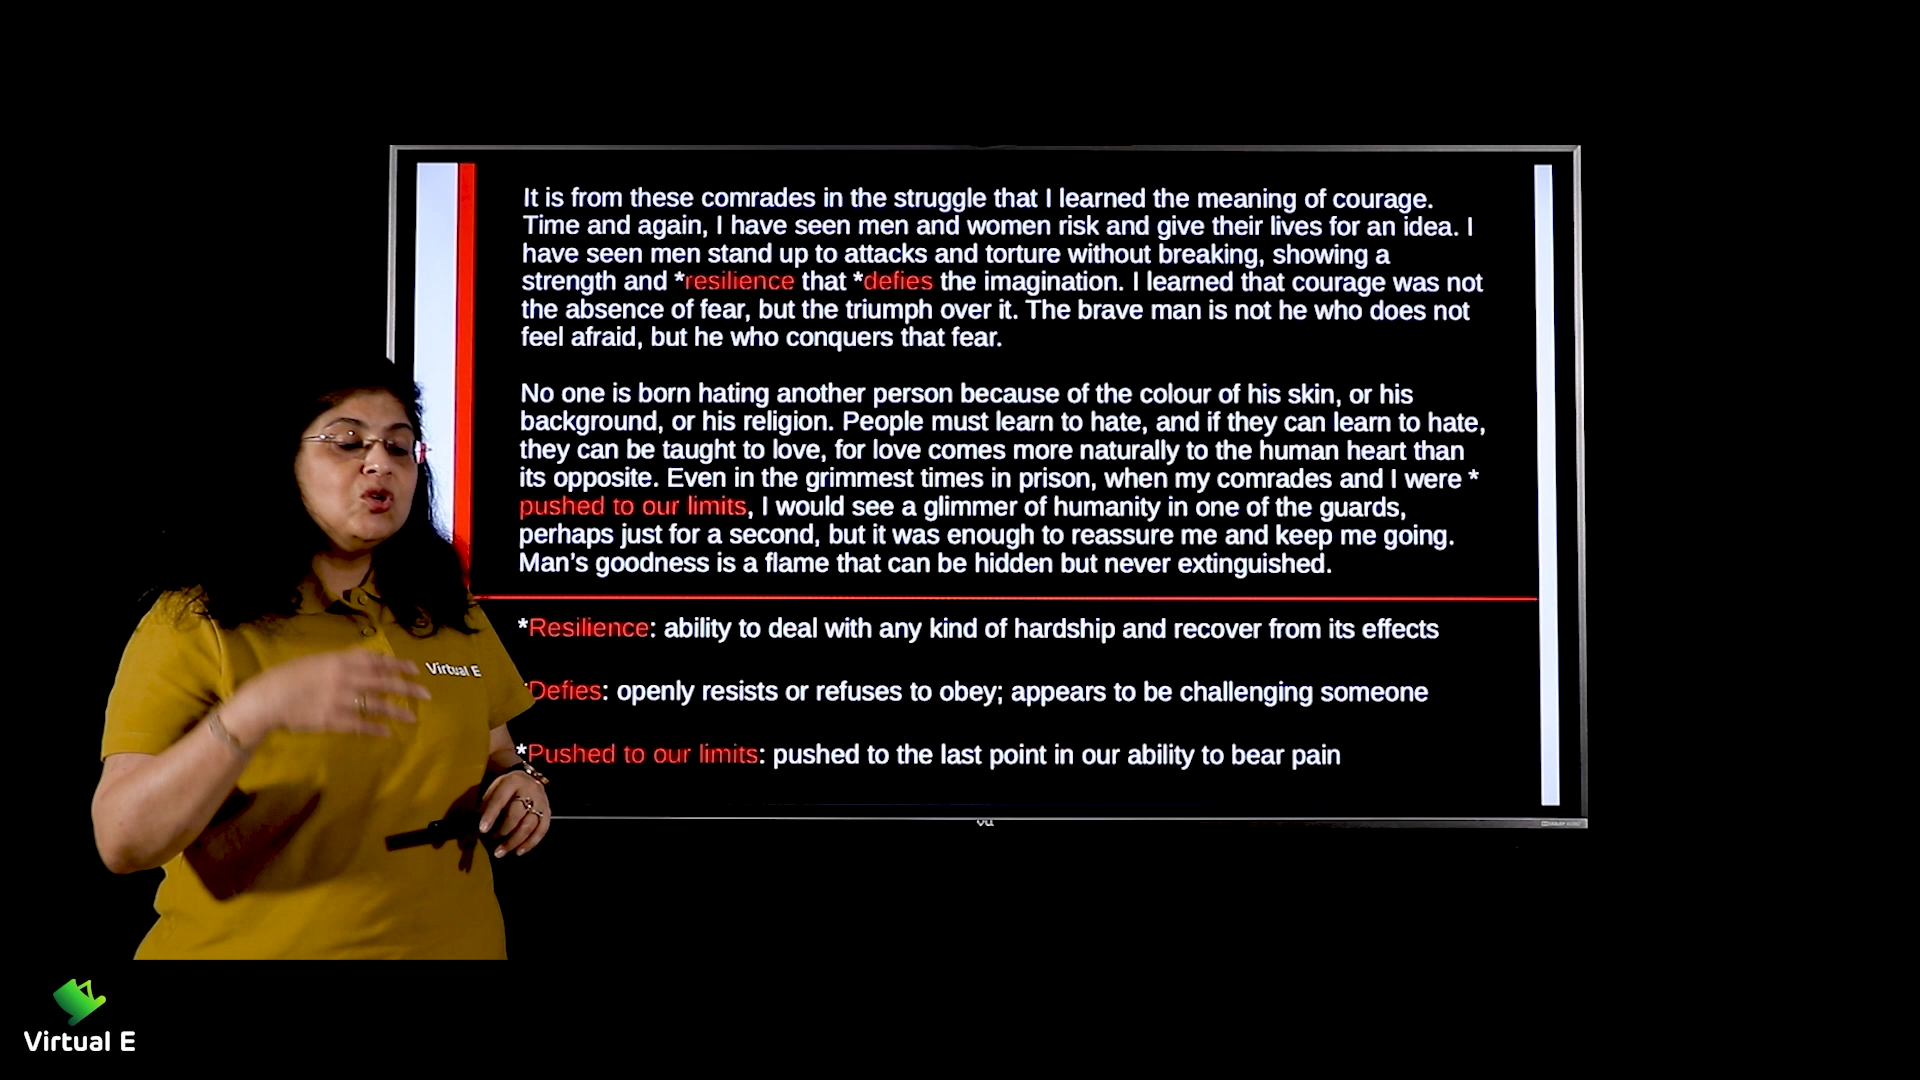 It is from these comrades in the struggle that I learned the meaning of courage.
Time and again, I have seen men and women risk and give their lives for an idea. I
have seen men stand up to attacks and torture without breaking, showing a
strength and *resilience that *defies the imagination. I learned that courage was not
the absence of fear, but the triumph over it. The brave man is not he who does not
feel afraid, but he who conquers that fear.
No one is born hating another person because of the colour of his skin, or his
background, or his religion. People must learn to hate, and if they can learn to hate,
they can be taught to love, for love comes more naturally to the human heart than
its opposite. Even in the grimmest times in prison, when my comrades and I were *
pushed to our limits, I would see a glimmer of humanity in one of the guards,
perhaps just for a second, but it was enough to reassure me and keep me going.
Man’s goodness is a flame that can be hidden but never extinguished.
*Resilience: ability to deal with any kind of hardship and recover from its effects
*Defies: openly resists or refuses to obey; appears to be challenging someone
*Pushed to our limits: pushed to the last point in our ability to bear pain
Virtual E
Virtual E